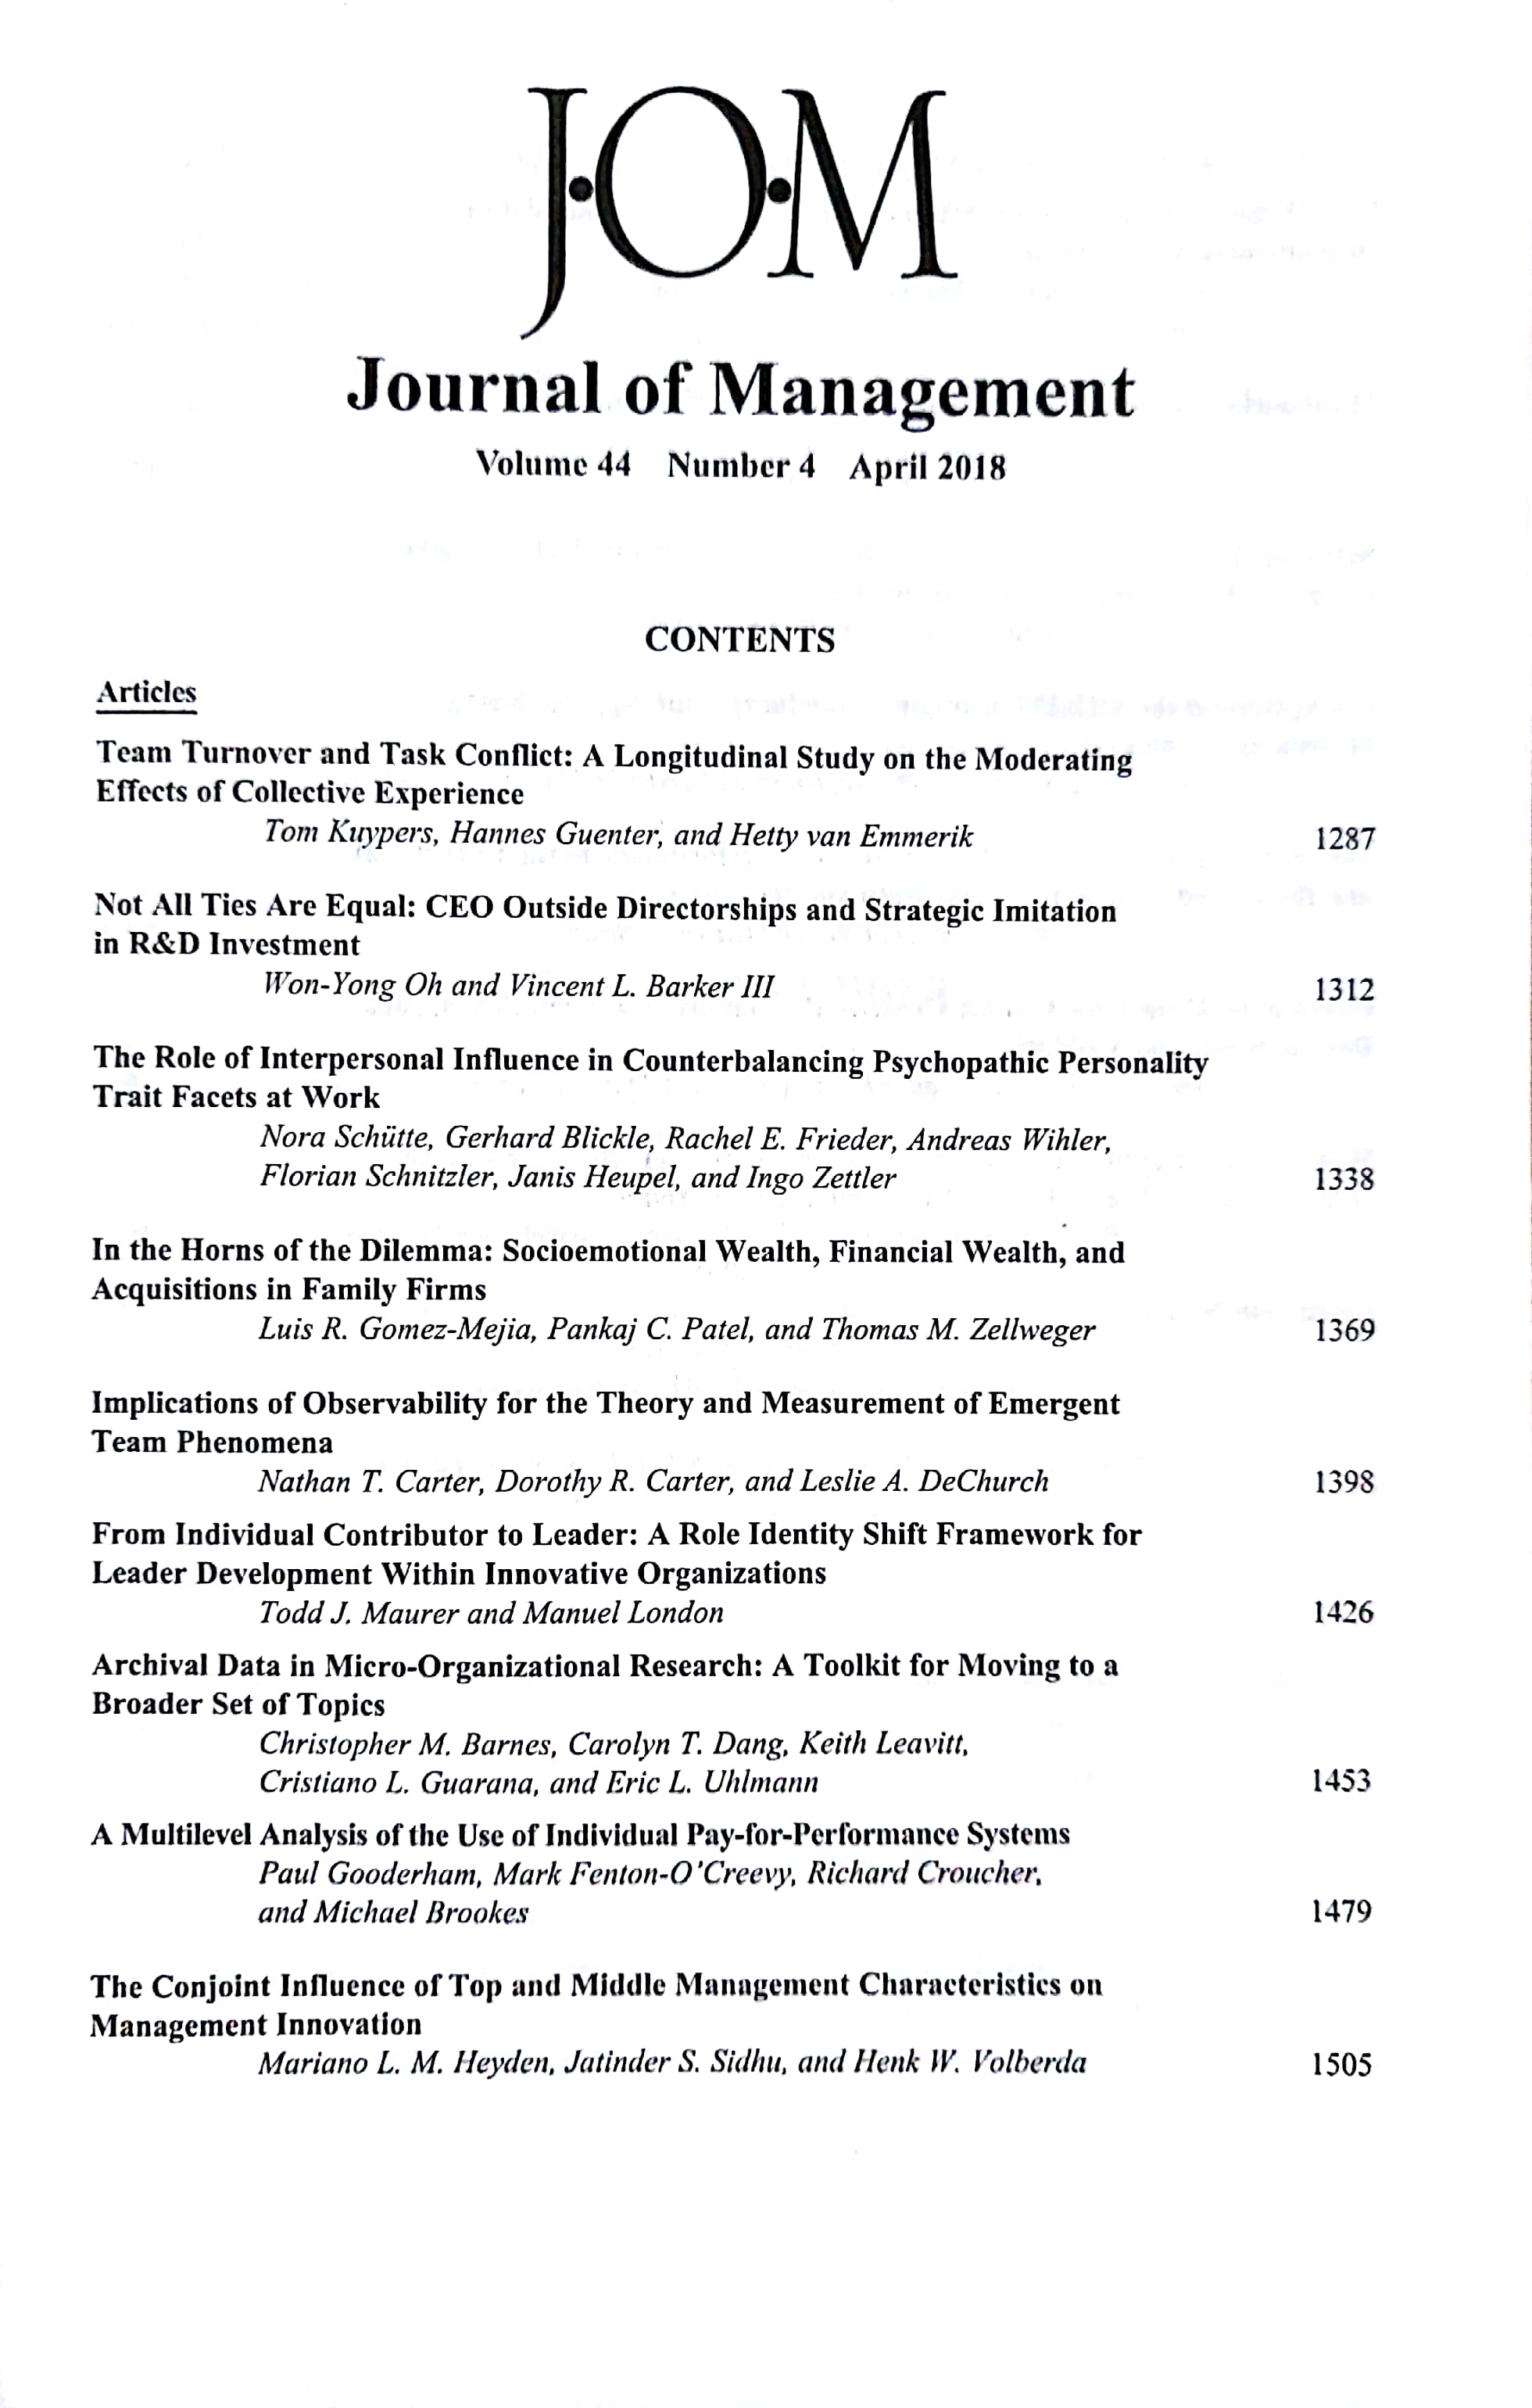 J·O·M
Journal of Management
Volume 44 Number 4 April 2018
CONTENTS
Articles
Team Turnover and Task Conflict: A Longitudinal Study on the Moderating
Effects of Collective Experience
Tom Kuypers, Hannes Guenter, and Hetty van Emmerik 1287
Not All Ties Are Equal: CEO Outside Directorships and Strategic Imitation
in R&D Investment
Won-Yong Oh and Vincent L. Barker III 1312
The Role of Interpersonal Influence in Counterbalancing Psychopathic Personality
Trait Facets at Work
Nora Schütte, Gerhard Blickle, Rachel E. Frieder, Andreas Wihler,
Florian Schnitzler, Janis Heupel, and Ingo Zettler 1338
In the Horns of the Dilemma: Socioemotional Wealth, Financial Wealth, and
Acquisitions in Family Firms
Luis R. Gomez-Mejia, Pankaj C. Patel, and Thomas M. Zellweger 1369
Implications of Observability for the Theory and Measurement of Emergent
Team Phenomena
Nathan T. Carter, Dorothy R. Carter, and Leslie A. DeChurch 1398
From Individual Contributor to Leader: A Role Identity Shift Framework for
Leader Development Within Innovative Organizations
Todd J. Maurer and Manuel London 1426
Archival Data in Micro-Organizational Research: A Toolkit for Moving to a
Broader Set of Topics
Christopher M. Barnes, Carolyn T. Dang, Keith Leavitt,
Cristiano L. Guarana, and Eric L. Uhlmann 1453
A Multilevel Analysis of the Use of Individual Pay-for-Performance Systems
Paul Gooderham, Mark Fenton-O'Creevy, Richard Croucher,
and Michael Brookes 1479
The Conjoint Influence of Top and Middle Management Characteristics on
Management Innovation
Mariano L. M. Heyden, Jatinder S. Sidhu, and Henk W. Volberda 1505